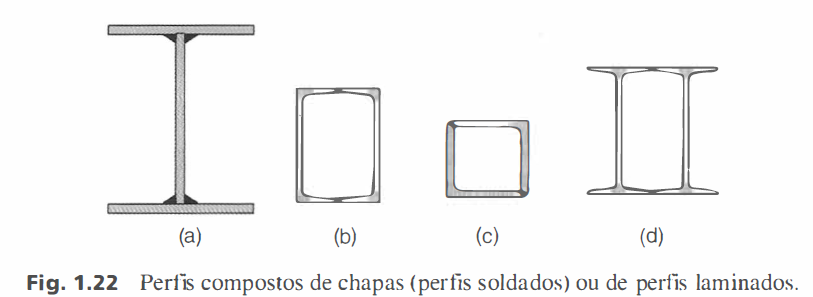 (a) (b) (c) (d)
Fig. 1.22 Perfis compostos de chapas (perfis soldados) ou de perfis laminados.